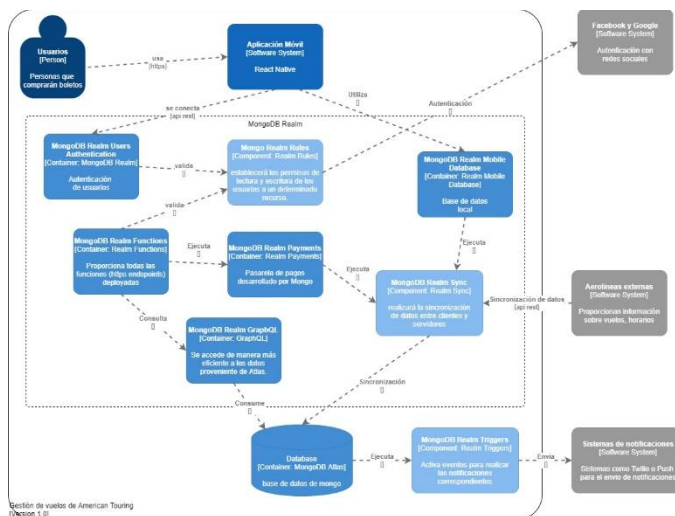 Usuarios
[Person]
Personas que
comprarán boletos
usa
[https]
Aplicación Móvil
[Software System]
React Native
Facebook y Google
[Software System]
Autenticación con
redes sociales
se conecta
[api rest]
Utiliza
[]
Autenticación
[]
MongoDB Realm
MongoDB Realm Users
Authentication
[Container: MongoDB Realm]
Autenticación
de usuarios
valida
[]
Mongo Realm Rules
[Component: Realm Rules]
establecerá los permisos de
lectura y escritura de los
usuarios a un determinado
recurso.
MongoDB Realm Mobile
Database
[Container: Realm Mobile
Database]
Base de datos
local
valida
[]
Ejecuta
[]
MongoDB Realm Functions
[Container: Realm Functions]
Proporciona todas las
funciones (https endpoints)
deployadas
Ejecuta
[]
MongoDB Realm Payments
[Container: Realm Payments]
Pasarela de pagos
desarrollado por Mongo
Ejecuta
[]
MongoDB Realm Sync
[Component: Realm Sync]
realizará la sincronización
de datos entre clientes y
servidores
Sincronización de datos
[api rest]
Aerolíneas externas
[Software System]
Proporcionan información
sobre vuelos, horarios
Consulta
[]
MongoDB Realm GraphQL
[Container: GraphQL]
Se accede de manera más
eficiente a los datos
proveniente de Atlas.
Sincronización
[]
Consume
[]
Database
[Container: MongoDB Atlas]
base de datos de mongo
Ejecuta
[]
MongoDB Realm Triggers
[Component: Realm Triggers]
Activa eventos para realizar
las notificaciones
correspondientes
Envia
[]
Sistemas de notificaciones
[Software System]
Sistemas como Twilio o Push
para el envio de notificaciones
Gestión de vuelos de American Touring
[Version 1.0]